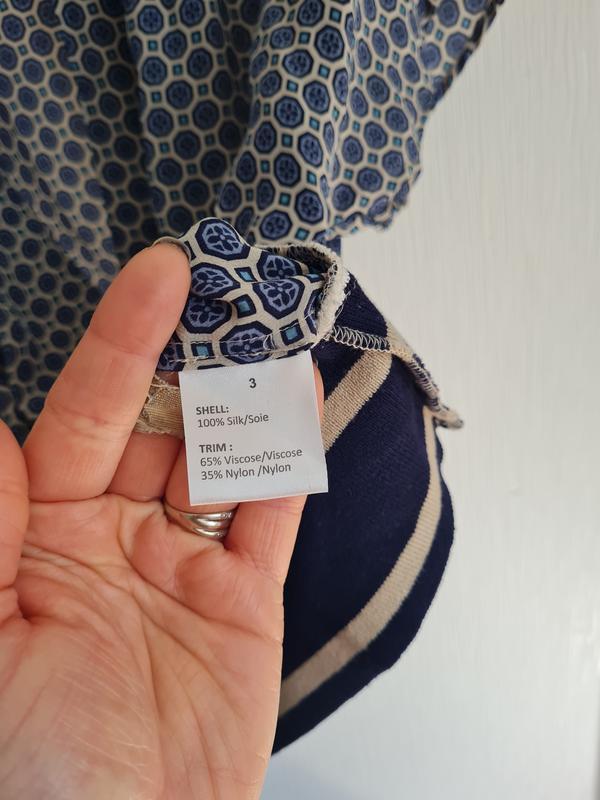 3
SHELL:
100% Silk/Soie
TRIM :
65% Viscose/Viscose
35% Nylon /Nylon